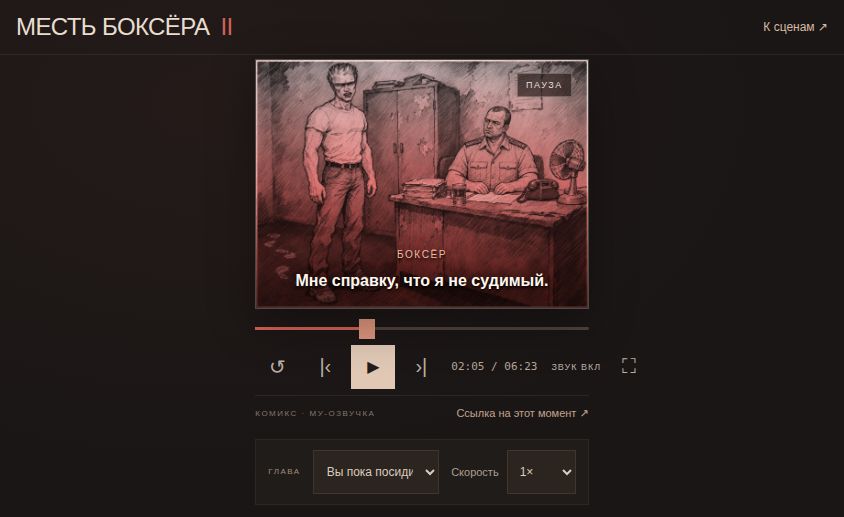 МЕСТЬ БОКСЁРА II
К сценам ↗
ПАУЗА
БОКСЁР
Мне справку, что я не судимый.
02:05 / 06:23
ЗВУК ВКЛ
КОМИКС · МУ-ОЗВУЧКА
Ссылка на этот момент ↗
ГЛАВА
Вы пока посиди
Скорость
1×